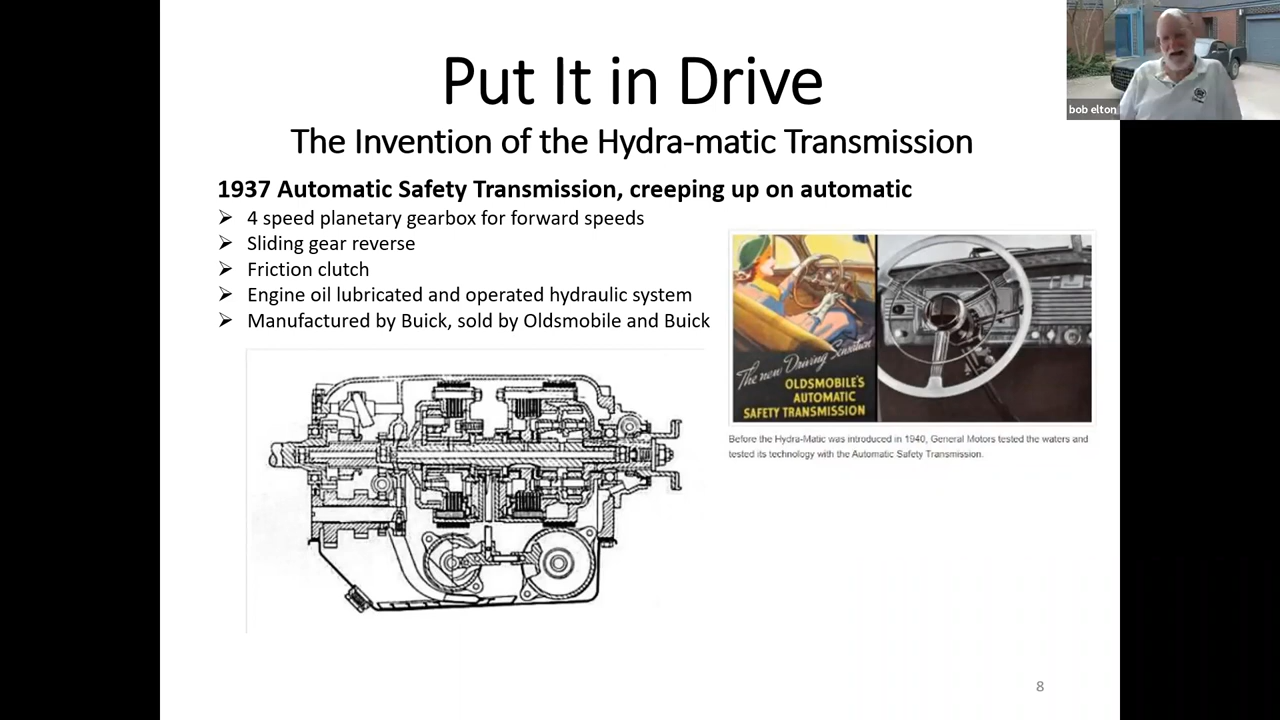 Put It in Drive
The Invention of the Hydra-matic Transmission
1937 Automatic Safety Transmission, creeping up on automatic
4 speed planetary gearbox for forward speeds
Sliding gear reverse
Friction clutch
Engine oil lubricated and operated hydraulic system
Manufactured by Buick, sold by Oldsmobile and Buick
The new Driving Sensation
OLDSMOBILE'S
AUTOMATIC
SAFETY TRANSMISSION
Before the Hydra-Matic was introduced in 1940, General Motors tested the waters and
tested its technology with the Automatic Safety Transmission.
bob elton
8